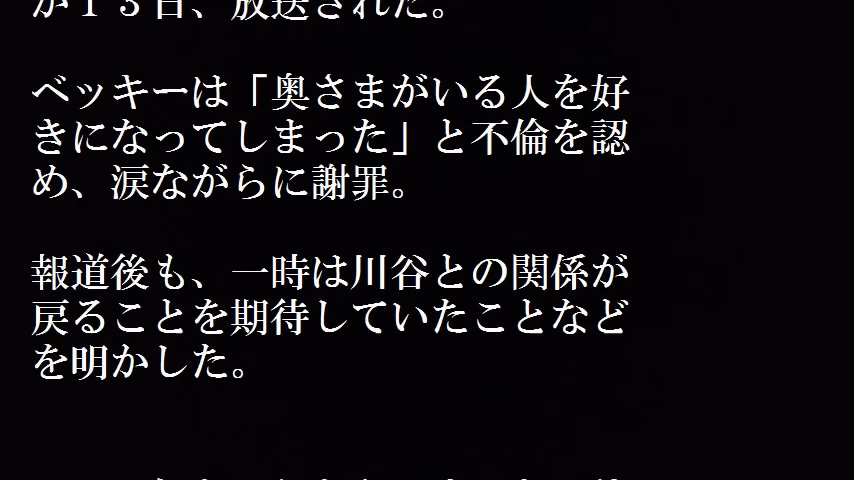 が１３日、放送された。
ベッキーは「奥さまがいる人を好
きになってしまった」と不倫を認
め、涙ながらに謝罪。
報道後も、一時は川谷との関係が
戻ることを期待していたことなど
を明かした。